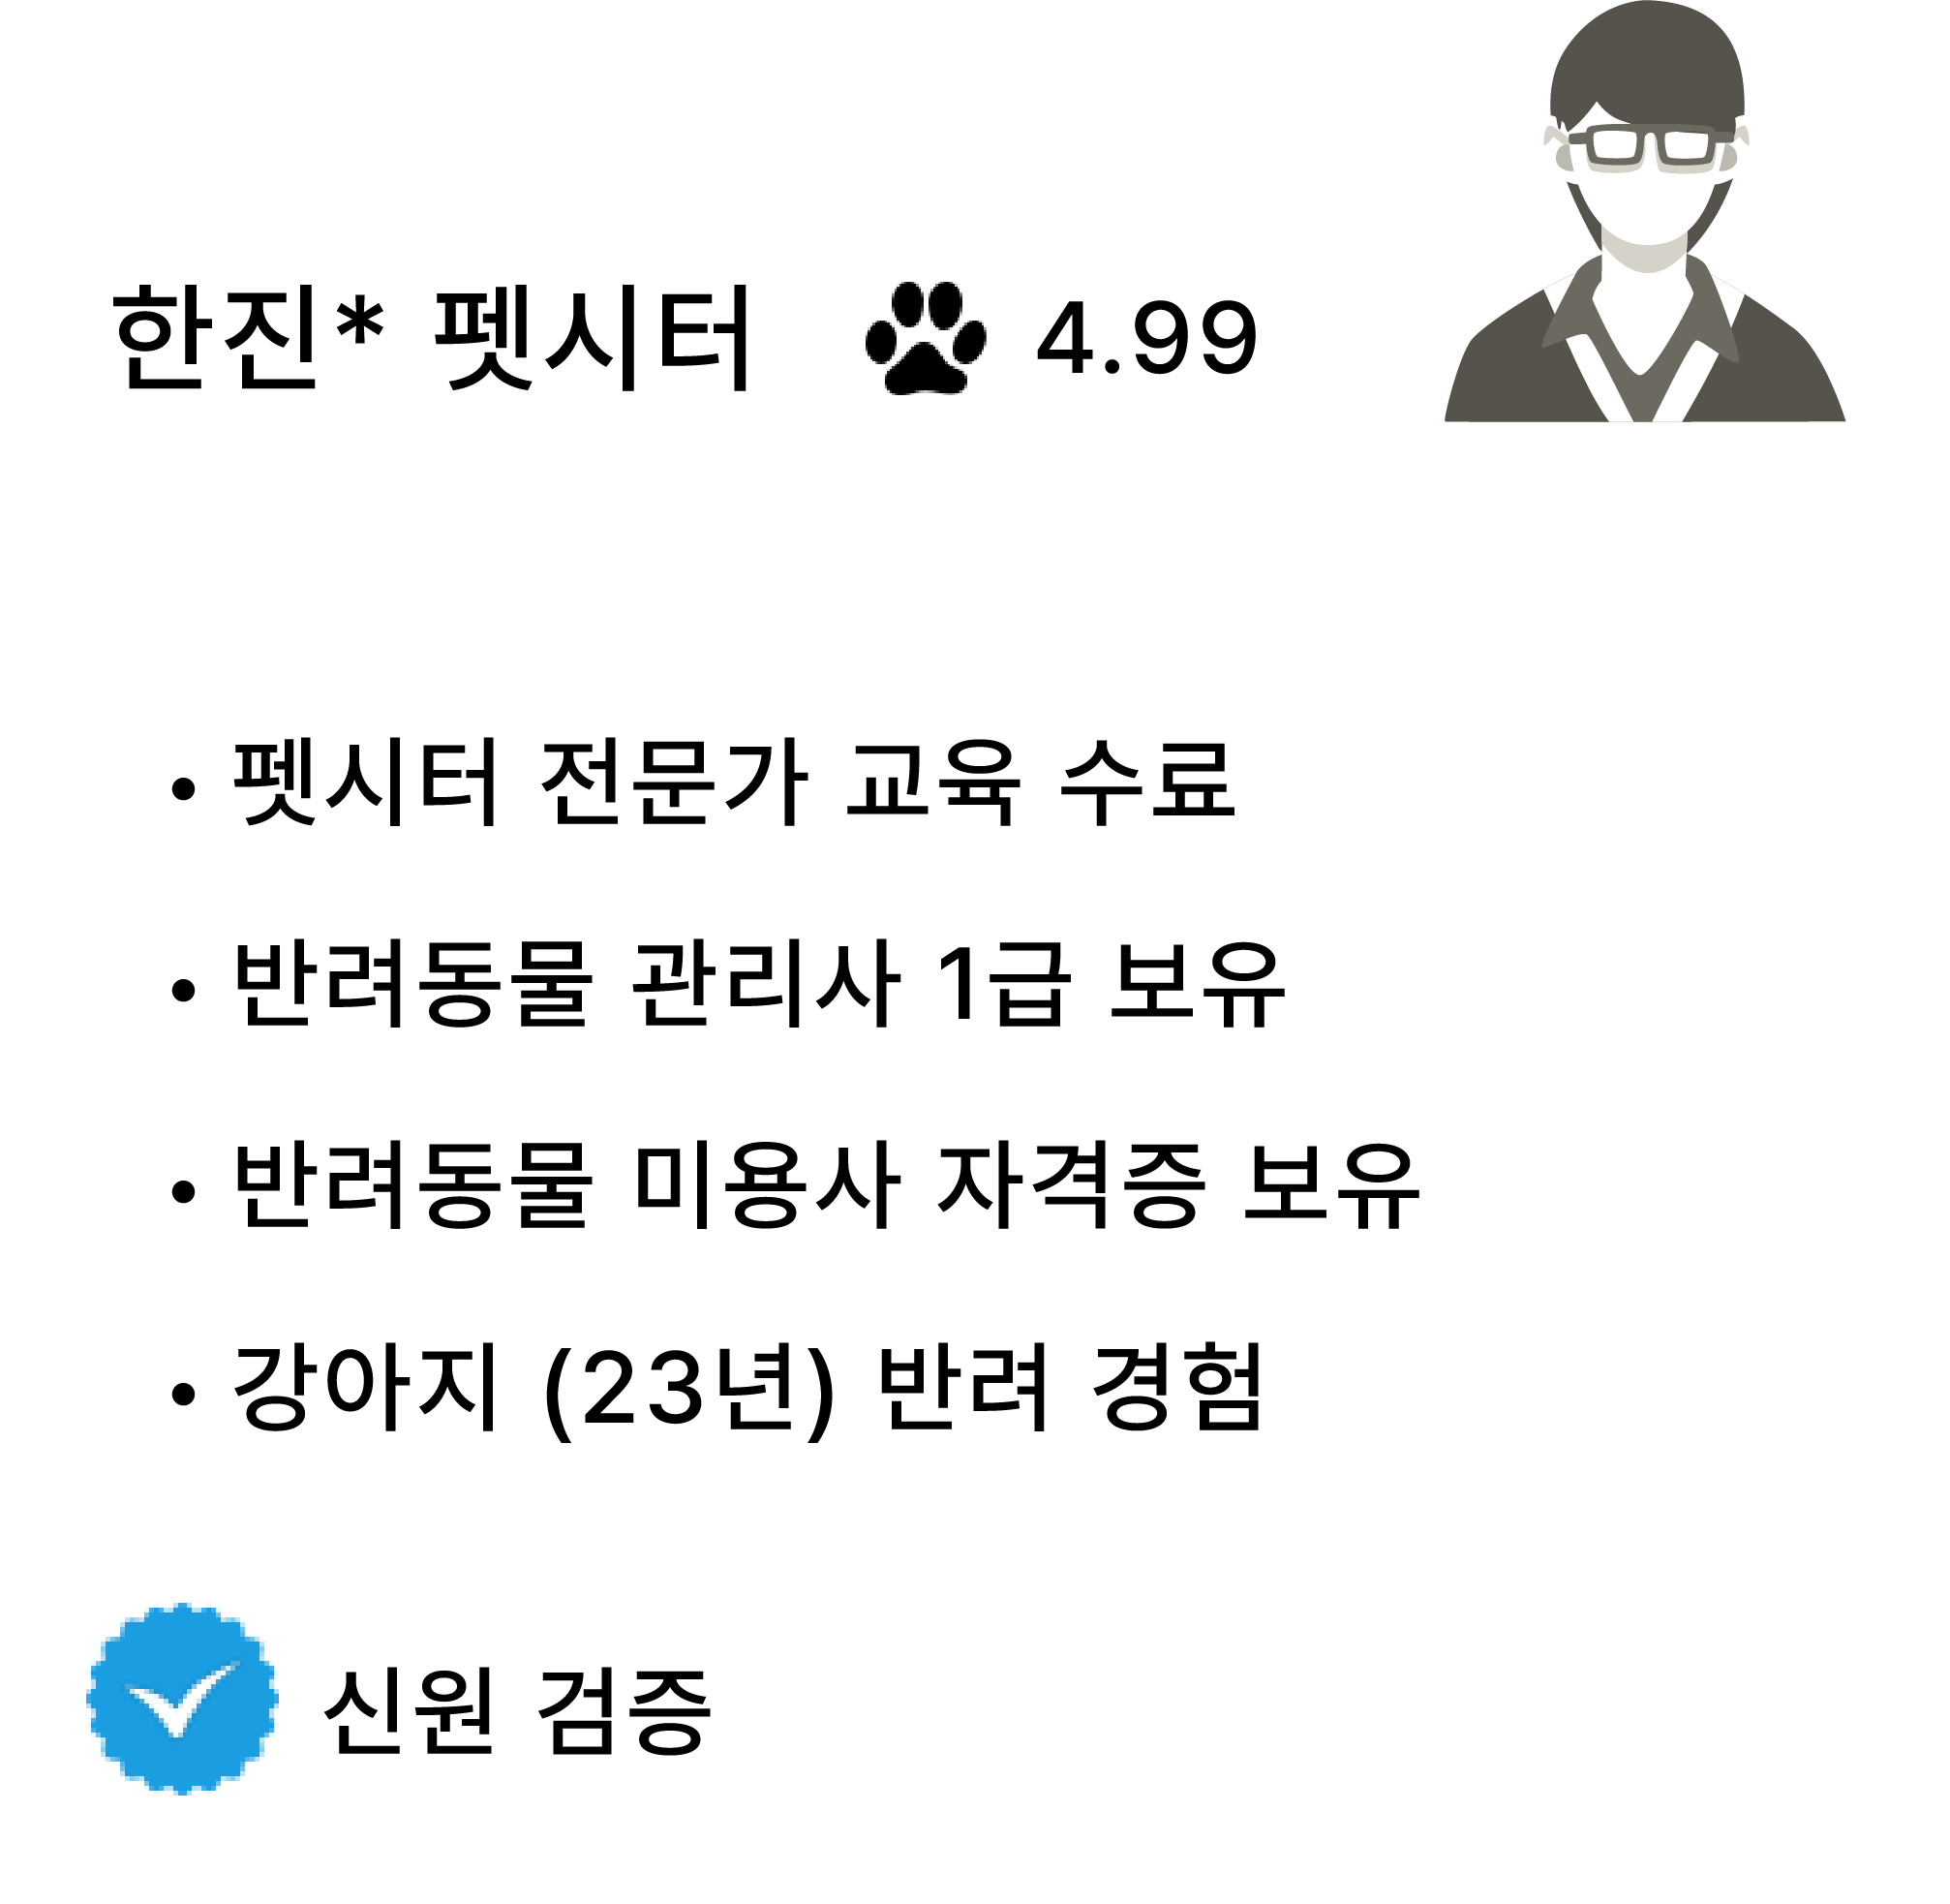 한진* 펫시터 4.99
• 펫시터 전문가 교육 수료
• 반려동물 관리사 1급 보유
• 반려동물 미용사 자격증 보유
• 강아지 (23년) 반려 경험
신원 검증